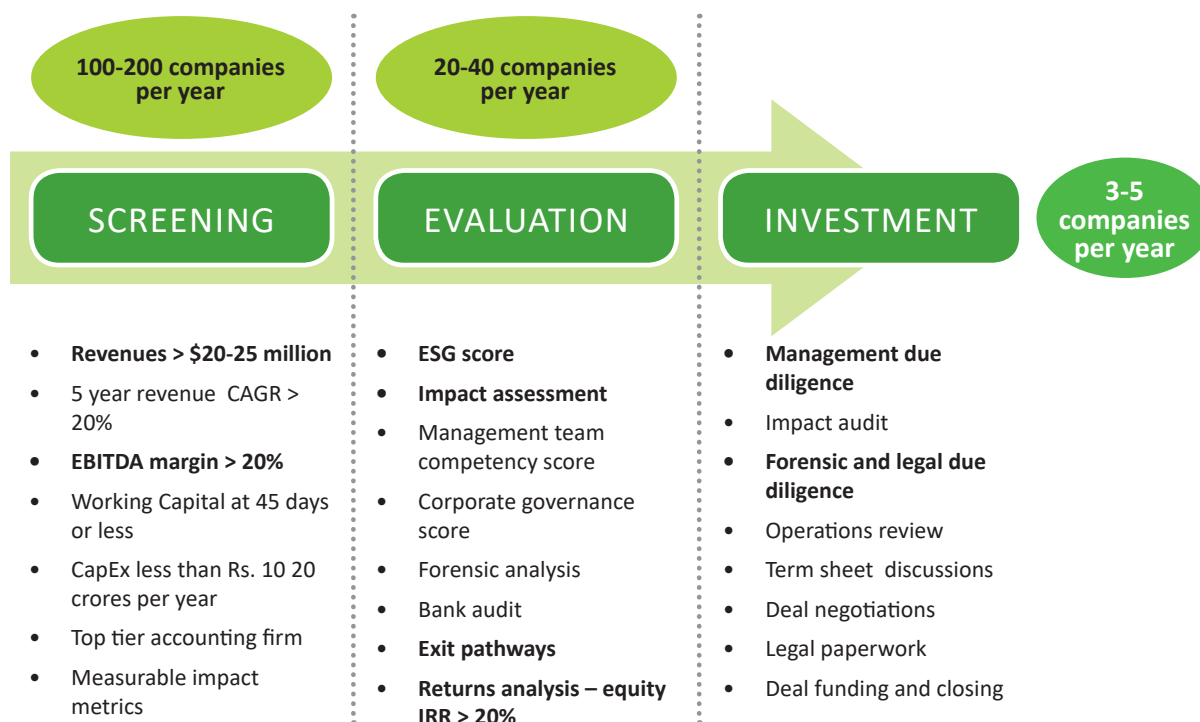 100-200 companies
per year
20-40 companies
per year
SCREENING
EVALUATION
INVESTMENT
3-5
companies
per year
• Revenues > $20-25 million
• 5 year revenue CAGR >
20%
• EBITDA margin > 20%
• Working Capital at 45 days
or less
• CapEx less than Rs. 10 20
crores per year
• Top tier accounting firm
• Measurable impact
metrics
• ESG score
• Impact assessment
• Management team
competency score
• Corporate governance
score
• Forensic analysis
• Bank audit
• Exit pathways
• Returns analysis – equity
IRR > 20%
• Management due
diligence
• Impact audit
• Forensic and legal due
diligence
• Operations review
• Term sheet discussions
• Deal negotiations
• Legal paperwork
• Deal funding and closing